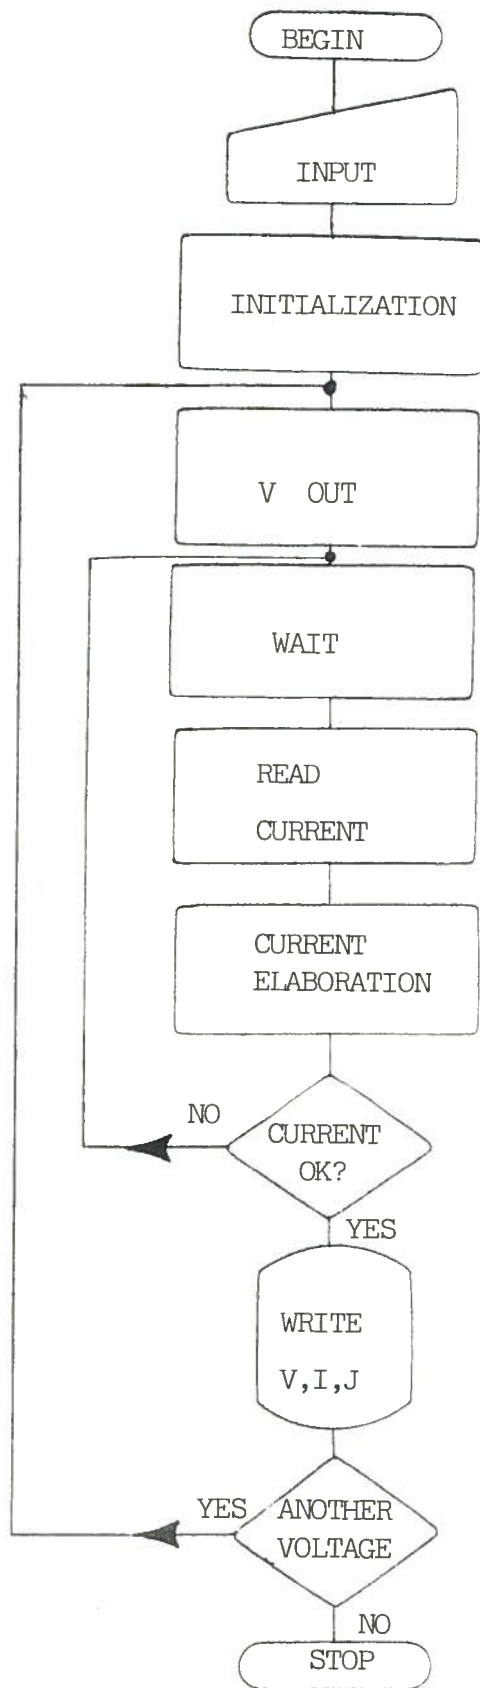 BEGIN
INPUT
INITIALIZATION
V OUT
WAIT
READ
CURRENT
CURRENT
ELABORATION
NO
CURRENT
OK?
YES
WRITE
V,I,J
YES
ANOTHER
VOLTAGE
NO
STOP